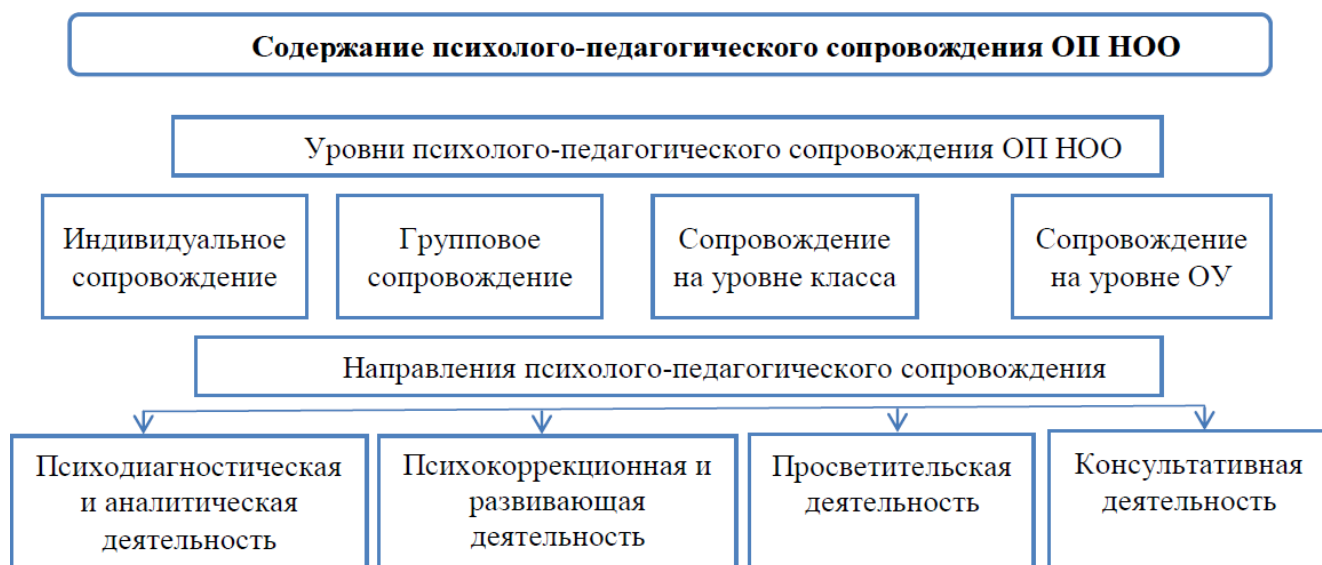 Содержание психолого-педагогического сопровождения ОП НОО
Уровни психолого-педагогического сопровождения ОП НОО
Индивидуальное
сопровождение
Групповое
сопровождение
Сопровождение
на уровне класса
Сопровождение
на уровне ОУ
Направления психолого-педагогического сопровождения
Психодиагностическая
и аналитическая
деятельность
Психокоррекционная и
развивающая
деятельность
Просветительская
деятельность
Консультативная
деятельность